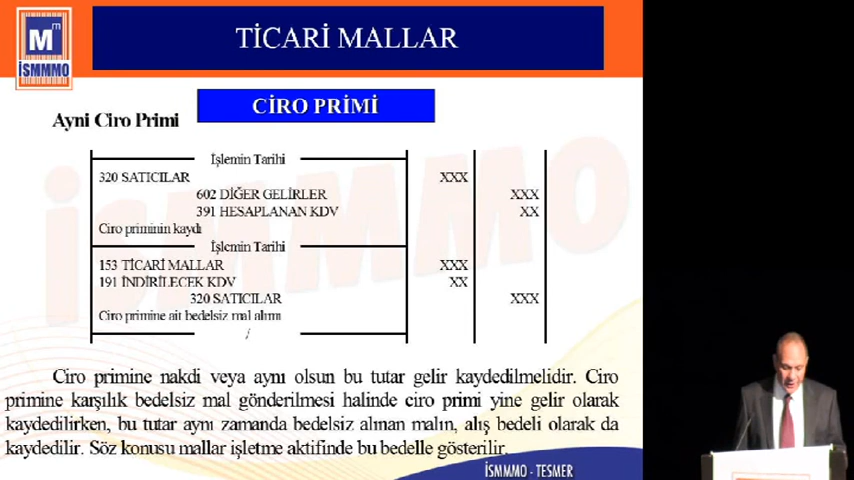 Mm
İSMMMO
TİCARİ MALLAR
CİRO PRİMİ
Ayni Ciro Primi
İşlemin Tarihi
320 SATICILAR XXX
602 DİĞER GELİRLER XXX
391 HESAPLANAN KDV XX
Ciro priminin kaydı
İşlemin Tarihi
153 TİCARİ MALLAR XXX
191 İNDİRİLECEK KDV XX
320 SATICILAR XXX
Ciro primine ait bedelsiz mal alımı
/
Ciro primine nakdi veya aynı olsun bu tutar gelir kaydedilmelidir. Ciro
primine karşılık bedelsiz mal gönderilmesi halinde ciro primi yine gelir olarak
kaydedilirken, bu tutar aynı zamanda bedelsiz alınan malın, alış bedeli olarak da
kaydedilir. Söz konusu mallar işletme aktifinde bu bedelle gösterilir.
İSMMMO - TESMER
İSMMMO